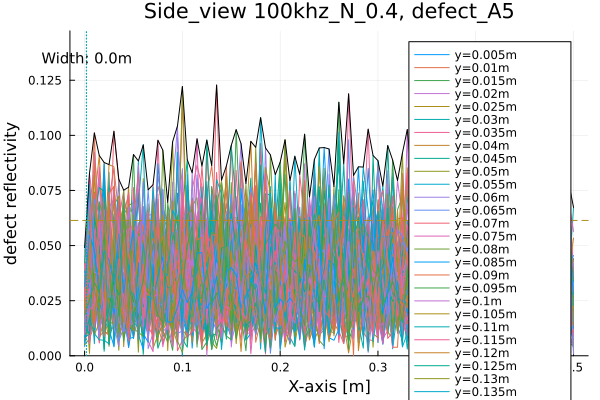 Side_view 100khz_N_0.4, defect_A5
Width: 0.0m
defect reflectivity
0.125
0.100
0.075
0.050
0.025
0.000
0.0
0.1
0.2
0.3
.5
X-axis [m]
y=0.005m
y=0.01m
y=0.015m
y=0.02m
y=0.025m
y=0.03m
y=0.035m
y=0.04m
y=0.045m
y=0.05m
y=0.055m
y=0.06m
y=0.065m
y=0.07m
y=0.075m
y=0.08m
y=0.085m
y=0.09m
y=0.095m
y=0.1m
y=0.105m
y=0.11m
y=0.115m
y=0.12m
y=0.125m
y=0.13m
y=0.135m